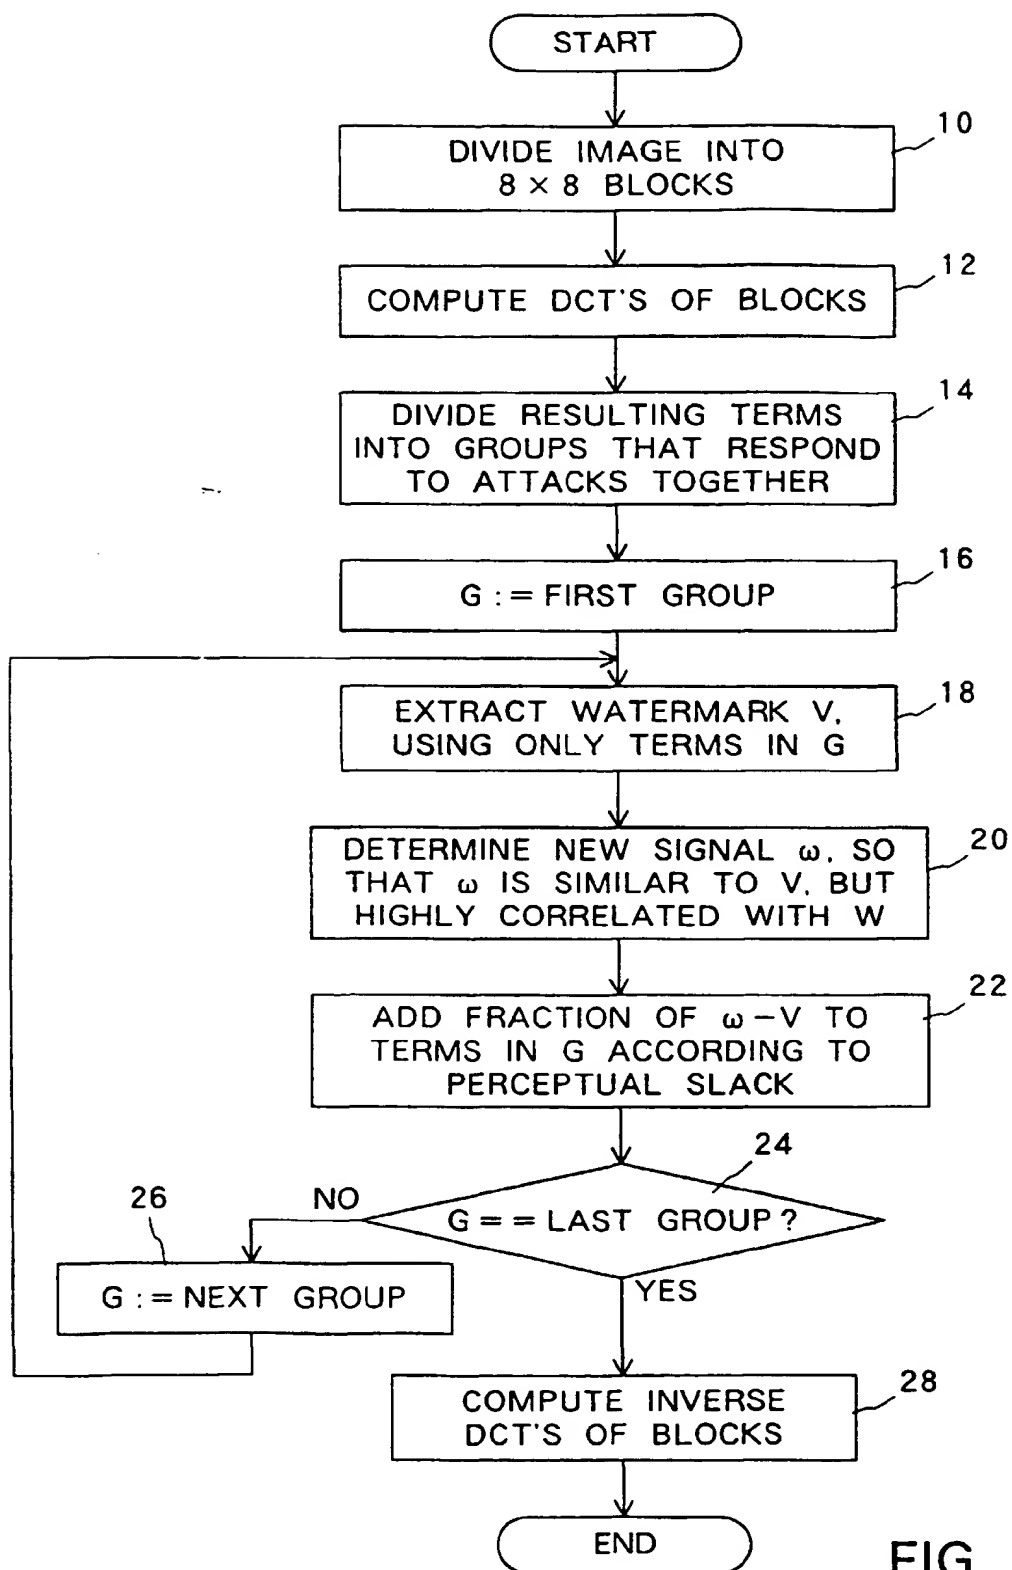 START
10
DIVIDE IMAGE INTO
8 × 8 BLOCKS
12
COMPUTE DCT'S OF BLOCKS
14
DIVIDE RESULTING TERMS
INTO GROUPS THAT RESPOND
TO ATTACKS TOGETHER
16
G := FIRST GROUP
18
EXTRACT WATERMARK V,
USING ONLY TERMS IN G
20
DETERMINE NEW SIGNAL ω, SO
THAT ω IS SIMILAR TO V, BUT
HIGHLY CORRELATED WITH W
22
ADD FRACTION OF ω-V TO
TERMS IN G ACCORDING TO
PERCEPTUAL SLACK
24
G == LAST GROUP?
NO
26
G := NEXT GROUP
YES
28
COMPUTE INVERSE
DCT'S OF BLOCKS
END
FIG